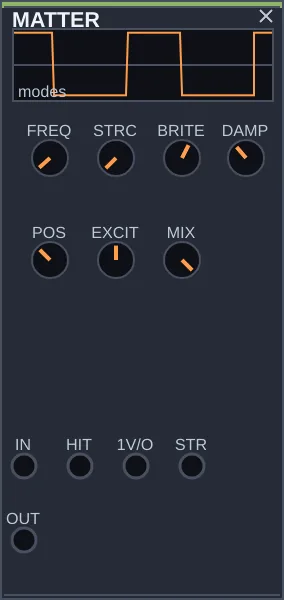 MATTER
modes
FREQ STRC BRITE DAMP
POS EXCIT MIX
IN HIT 1V/O STR
OUT